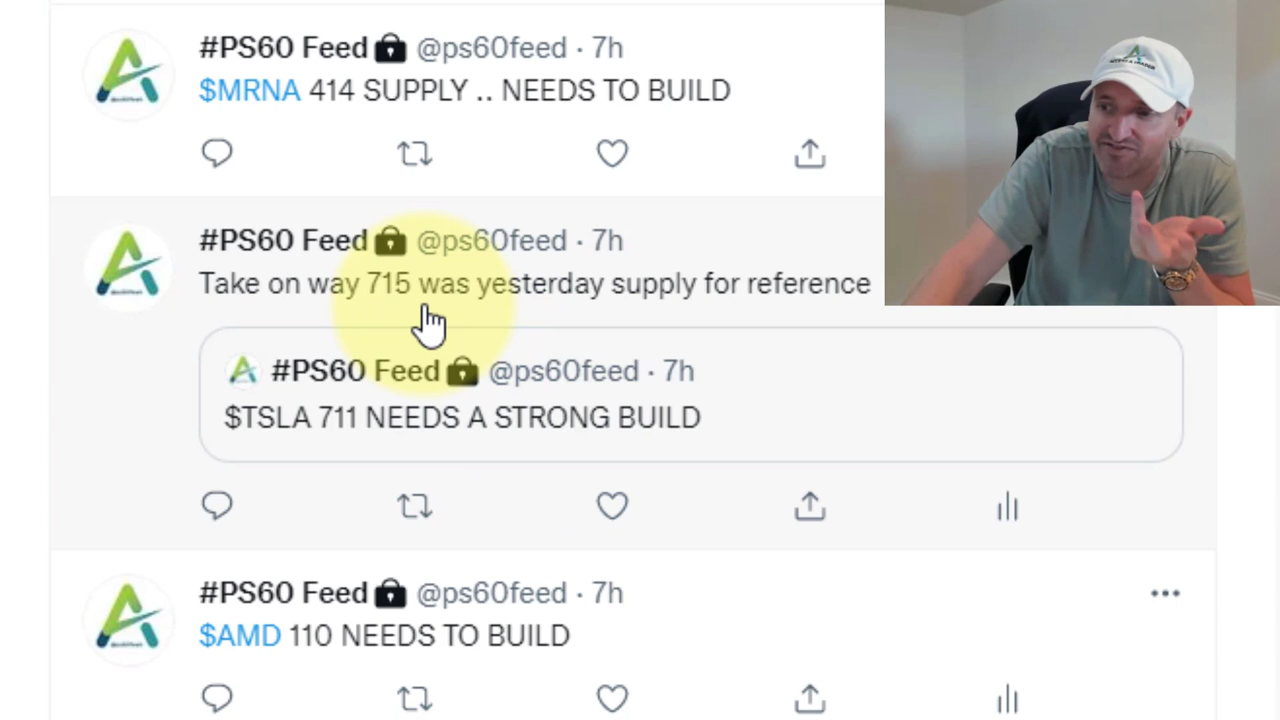 #PS60 Feed🔒 @ps60feed · 7h
$MRNA 414 SUPPLY .. NEEDS TO BUILD
#PS60 Feed🔒 @ps60feed · 7h
Take on way 715 was yesterday supply for reference
#PS60 Feed🔒 @ps60feed · 7h
$TSLA 711 NEEDS A STRONG BUILD
#PS60 Feed🔒 @ps60feed · 7h
$AMD 110 NEEDS TO BUILD